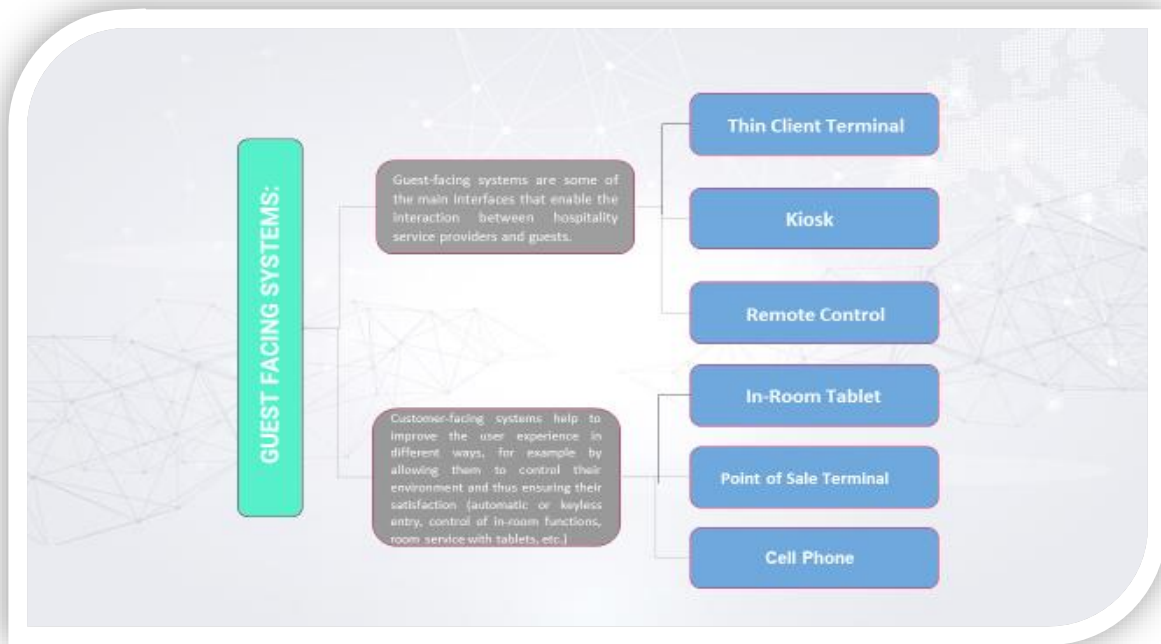 GUEST FACING SYSTEMS:
Guest-facing systems are some of
the main interfaces that enable the
interaction between hospitality
service providers and guests.
Customer-facing systems help to
improve the user experience in
different ways, for example by
allowing them to control their
environment and thus ensuring their
satisfaction (automatic or keyless
entry, control of in-room functions,
room service with tablets, etc.)
Thin Client Terminal
Kiosk
Remote Control
In-Room Tablet
Point of Sale Terminal
Cell Phone